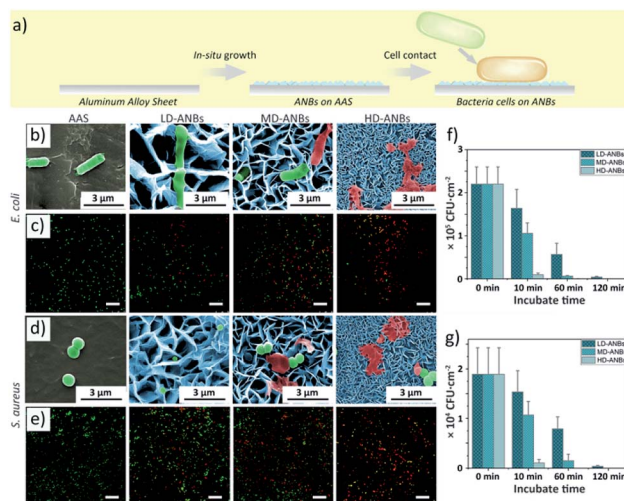 a)
In-situ growth
Cell contact
Aluminum Alloy Sheet
ANBs on AAS
Bacteria cells on ANBs
AAS
LD-ANBs
MD-ANBs
HD-ANBs
E. coli
b)
3 µm
3 µm
3 µm
3 µm
c)
S. aureus
d)
3 µm
3 µm
3 µm
3 µm
e)
f)
LD-ANBs
MD-ANBs
HD-ANBs
× 10⁵ CFU·cm⁻²
3
2
1
0
0 min
10 min
60 min
120 min
Incubate time
g)
LD-ANBs
MD-ANBs
HD-ANBs
2
1
0
0 min
10 min
60 min
120 min
Incubate time